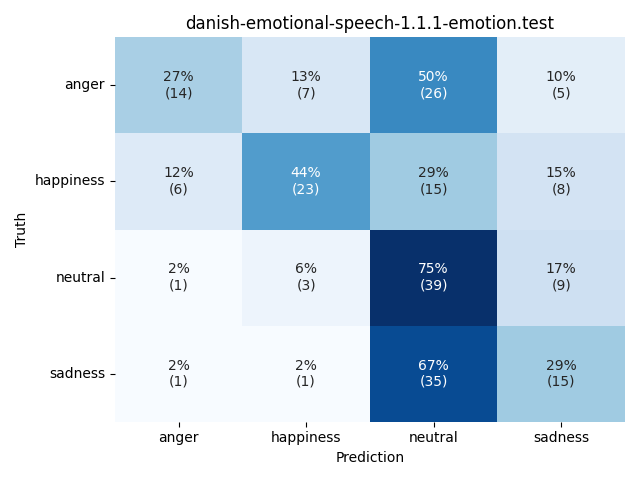 danish-emotional-speech-1.1.1-emotion.test
Truth
anger
27% 13% 50% 10%
(14) (7) (26) (5)
happiness
12% 44% 29% 15%
(6) (23) (15) (8)
neutral
2% 6% 75% 17%
(1) (3) (39) (9)
sadness
2% 2% 67% 29%
(1) (1) (35) (15)
anger happiness neutral sadness
Prediction